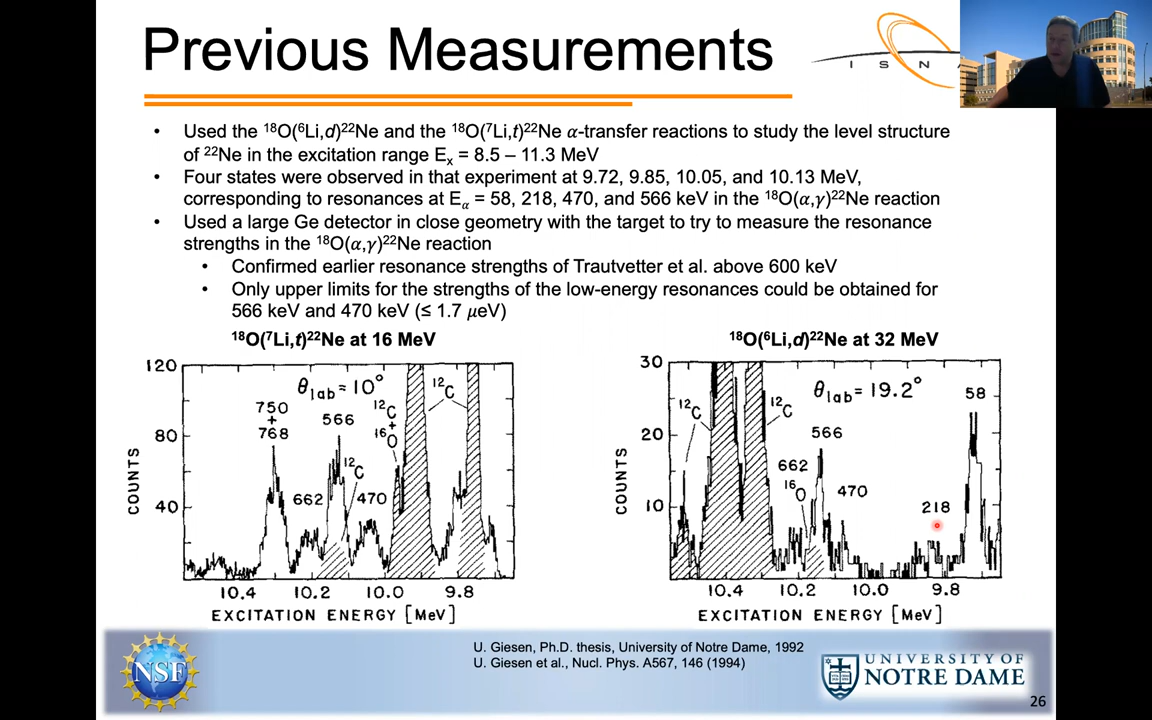 Previous Measurements
I S N A
• Used the ¹⁸O(⁶Li,d)²²Ne and the ¹⁸O(⁷Li,t)²²Ne α-transfer reactions to study the level structure
of ²²Ne in the excitation range Eₓ = 8.5 – 11.3 MeV
• Four states were observed in that experiment at 9.72, 9.85, 10.05, and 10.13 MeV,
corresponding to resonances at Eα = 58, 218, 470, and 566 keV in the ¹⁸O(α,γ)²²Ne reaction
• Used a large Ge detector in close geometry with the target to try to measure the resonance
strengths in the ¹⁸O(α,γ)²²Ne reaction
• Confirmed earlier resonance strengths of Trautvetter et al. above 600 keV
• Only upper limits for the strengths of the low-energy resonances could be obtained for
566 keV and 470 keV (≤ 1.7 μeV)
¹⁸O(⁷Li,t)²²Ne at 16 MeV
120
80
40
COUNTS
θlab = 10°
750
+
768
662
566
¹²C
470
¹²C
+
¹⁶O
¹²C
10.4 10.2 10.0 9.8
EXCITATION ENERGY [MeV]
¹⁸O(⁶Li,d)²²Ne at 32 MeV
30
20
10
COUNTS
θlab = 19.2°
¹²C
¹²C
662
¹⁶O
566
470
218
58
10.4 10.2 10.0 9.8
EXCITATION ENERGY [MeV]
NSF
U. Giesen, Ph.D. thesis, University of Notre Dame, 1992
U. Giesen et al., Nucl. Phys. A567, 146 (1994)
UNIVERSITY OF
NOTRE DAME
26